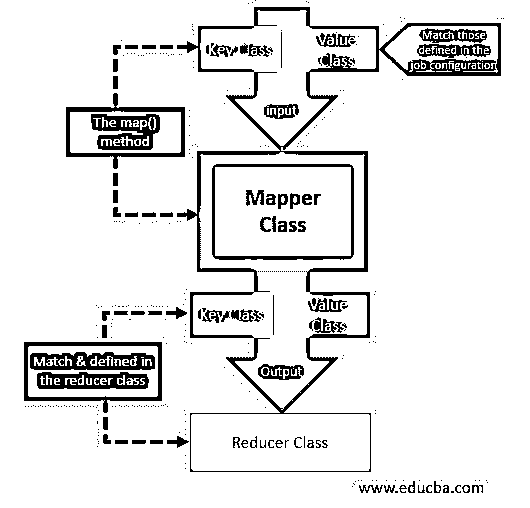 Key Class
Value
Class
Match those
defined in the
job configuration
input
The map()
method
Mapper
Class
Key Class
Value
Class
Match & defined in
the reducer class
Output
Reducer Class
www.educba.com